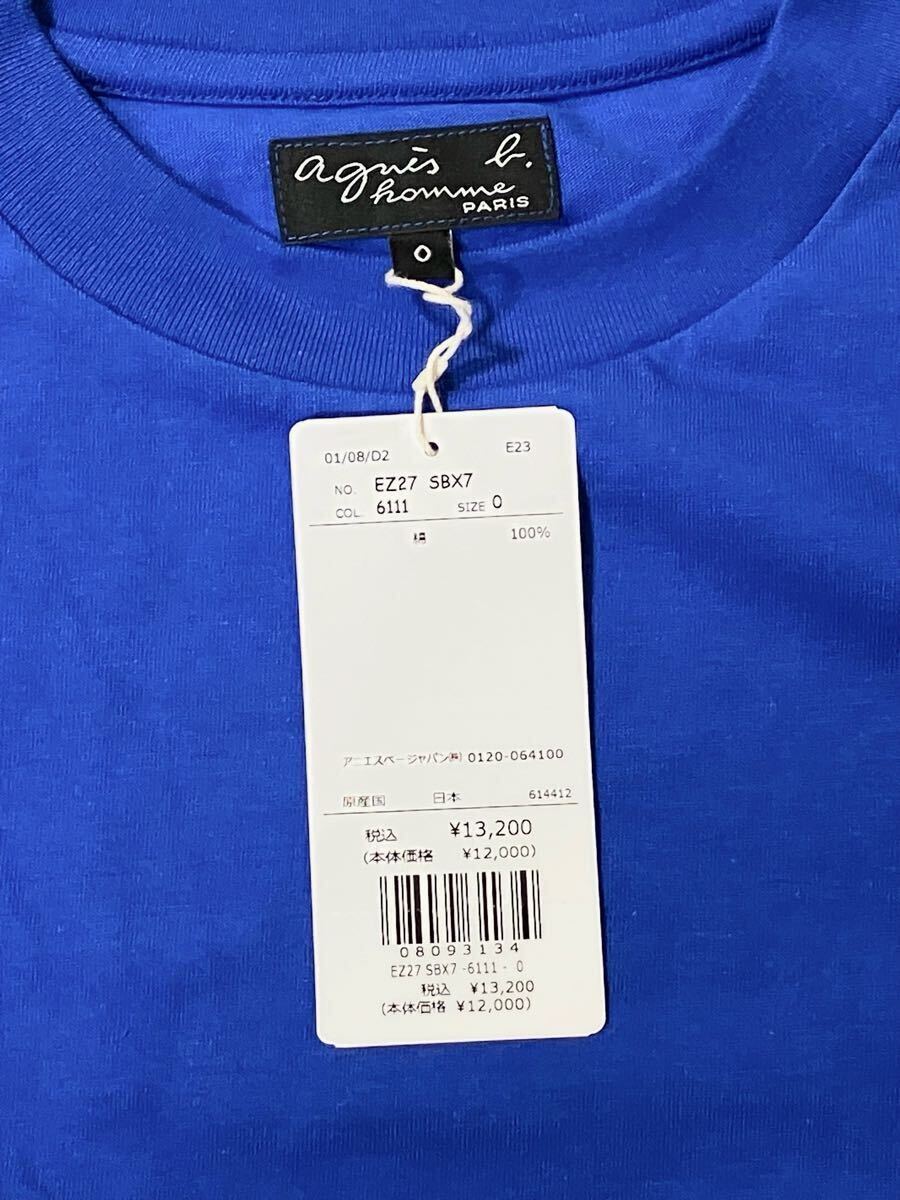 agnès b.
homme
PARIS
0
01/08/D2 E23
NO. EZ27 SBX7
COL. 6111 SIZE 0
綿 100%
アニエスベージャパン㈱ 0120-064100
原産国 日本 614412
税込 ¥13,200
(本体価格 ¥12,000)
08093134
EZ27 SBX7 -6111 - 0
税込 ¥13,200
(本体価格 ¥12,000)